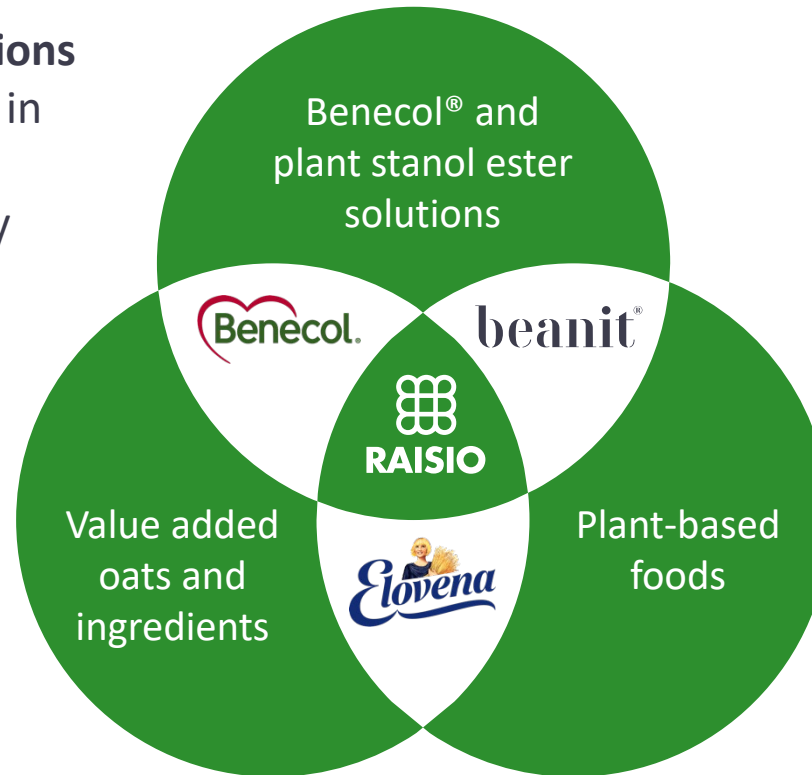 ions
in
y
Benecol® and
plant stanol ester
solutions
Benecol.
beanit®
RAISIO
Value added
oats and
ingredients
Elovena
Plant-based
foods